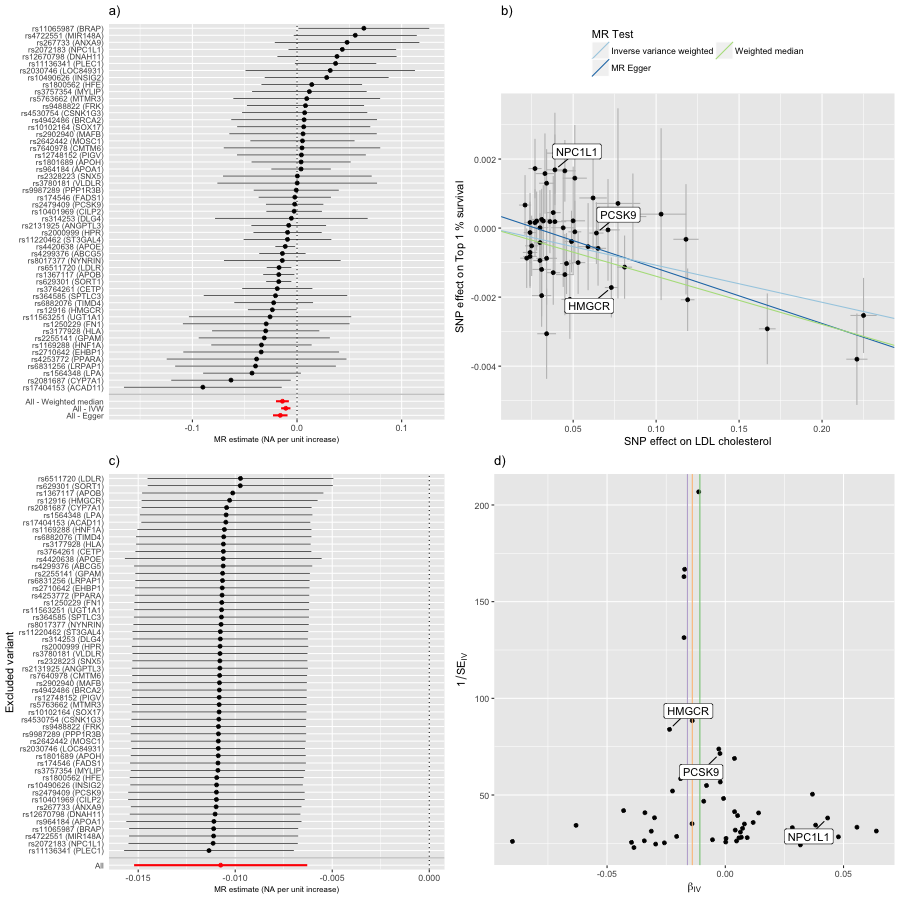 a)
rs11065987 (BRAP)
rs4722551 (MIR148A)
rs267733 (ANXA9)
rs2072183 (NPC1L1)
rs12670798 (DNAH11)
rs11136341 (PLEC1)
rs2030746 (LOC84931)
rs10490626 (INSIG2)
rs1800562 (HFE)
rs3757354 (MYLIP)
rs5763662 (MTMR3)
rs9488822 (FRK)
rs4530754 (CSNK1G3)
rs4942486 (BRCA2)
rs10102164 (SOX17)
rs2902940 (MAFB)
rs2642442 (MOSC1)
rs7640978 (CMTM6)
rs12748152 (PIGV)
rs1801689 (APOH)
rs964184 (APOA1)
rs2328223 (SNX5)
rs3780181 (VLDLR)
rs9987289 (PPP1R3B)
rs174546 (FADS1)
rs2479409 (PCSK9)
rs10401969 (CILP2)
rs314253 (DLG4)
rs2131925 (ANGPTL3)
rs2000999 (HPR)
rs11220462 (ST3GAL4)
rs4420638 (APOE)
rs4299376 (ABCG5)
rs8017377 (NYNRIN)
rs6511720 (LDLR)
rs1367117 (APOB)
rs629301 (SORT1)
rs3764261 (CETP)
rs364585 (SPTLC3)
rs6882076 (TIMD4)
rs12916 (HMGCR)
rs11563251 (UGT1A1)
rs1250229 (FN1)
rs3177928 (HLA)
rs2255141 (GPAM)
rs1169288 (HNF1A)
rs2710642 (EHBP1)
rs4253772 (PPARA)
rs6831256 (LRPAP1)
rs1564348 (LPA)
rs2081687 (CYP7A1)
rs17404153 (ACAD11)
All - Weighted median
All - IVW
All - Egger
-0.1 0.0 0.1
MR estimate (NA per unit increase)
b)
MR Test
Inverse variance weighted Weighted median
MR Egger
SNP effect on Top 1 % survival
0.002
0.000
-0.002
-0.004
NPC1L1
PCSK9
HMGCR
0.05 0.10 0.15 0.20
SNP effect on LDL cholesterol
c)
Excluded variant
rs6511720 (LDLR)
rs629301 (SORT1)
rs1367117 (APOB)
rs12916 (HMGCR)
rs2081687 (CYP7A1)
rs1564348 (LPA)
rs17404153 (ACAD11)
rs1169288 (HNF1A)
rs6882076 (TIMD4)
rs3177928 (HLA)
rs3764261 (CETP)
rs4420638 (APOE)
rs4299376 (ABCG5)
rs2255141 (GPAM)
rs6831256 (LRPAP1)
rs2710642 (EHBP1)
rs4253772 (PPARA)
rs1250229 (FN1)
rs11563251 (UGT1A1)
rs364585 (SPTLC3)
rs8017377 (NYNRIN)
rs11220462 (ST3GAL4)
rs314253 (DLG4)
rs2000999 (HPR)
rs3780181 (VLDLR)
rs2328223 (SNX5)
rs2131925 (ANGPTL3)
rs7640978 (CMTM6)
rs2902940 (MAFB)
rs4942486 (BRCA2)
rs12748152 (PIGV)
rs5763662 (MTMR3)
rs10102164 (SOX17)
rs4530754 (CSNK1G3)
rs9488822 (FRK)
rs9987289 (PPP1R3B)
rs2642442 (MOSC1)
rs2030746 (LOC84931)
rs1801689 (APOH)
rs174546 (FADS1)
rs3757354 (MYLIP)
rs1800562 (HFE)
rs10490626 (INSIG2)
rs2479409 (PCSK9)
rs10401969 (CILP2)
rs267733 (ANXA9)
rs12670798 (DNAH11)
rs964184 (APOA1)
rs11065987 (BRAP)
rs4722551 (MIR148A)
rs2072183 (NPC1L1)
rs11136341 (PLEC1)
All
-0.015 -0.010 -0.005 0.000
MR estimate (NA per unit increase)
d)
1/SE_IV
200
150
100
50
HMGCR
PCSK9
NPC1L1
-0.05 0.00 0.05
β_IV